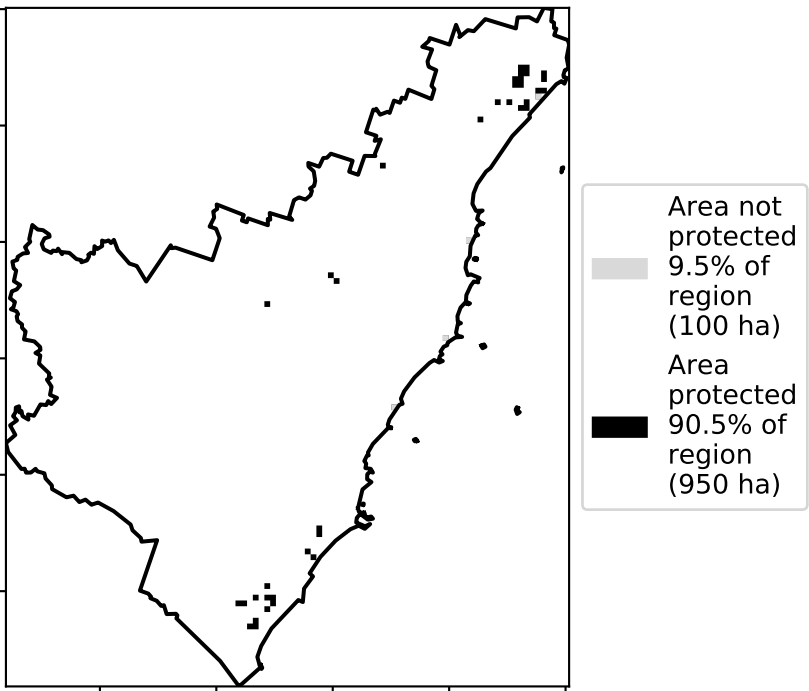 Area not
protected
9.5% of
region
(100 ha)
Area
protected
90.5% of
region
(950 ha)